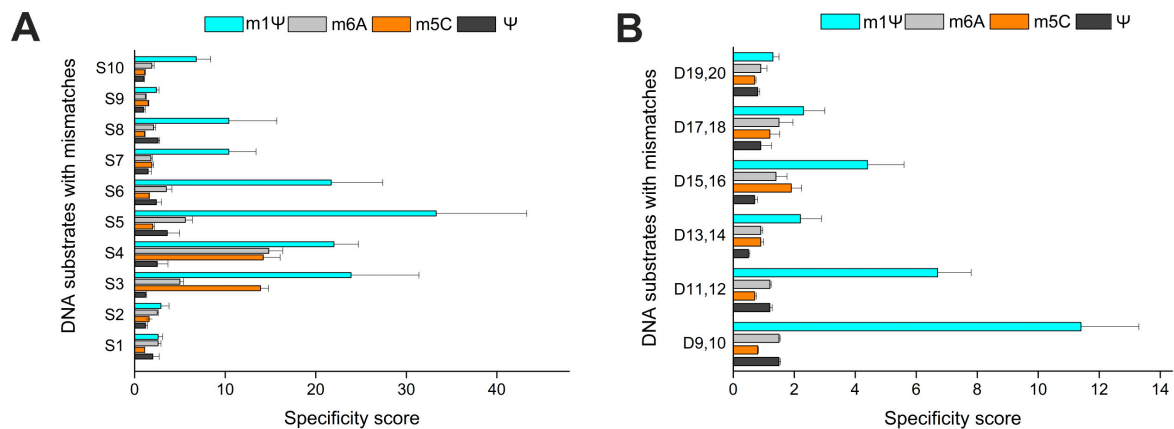 A
m1Ψ m6A m5C Ψ
DNA substrates with mismatches
S10
S9
S8
S7
S6
S5
S4
S3
S2
S1
0 10 20 30 40
Specificity score
B
m1Ψ m6A m5C Ψ
DNA substrates with mismatches
D19,20
D17,18
D15,16
D13,14
D11,12
D9,10
0 2 4 6 8 10 12 14
Specificity score